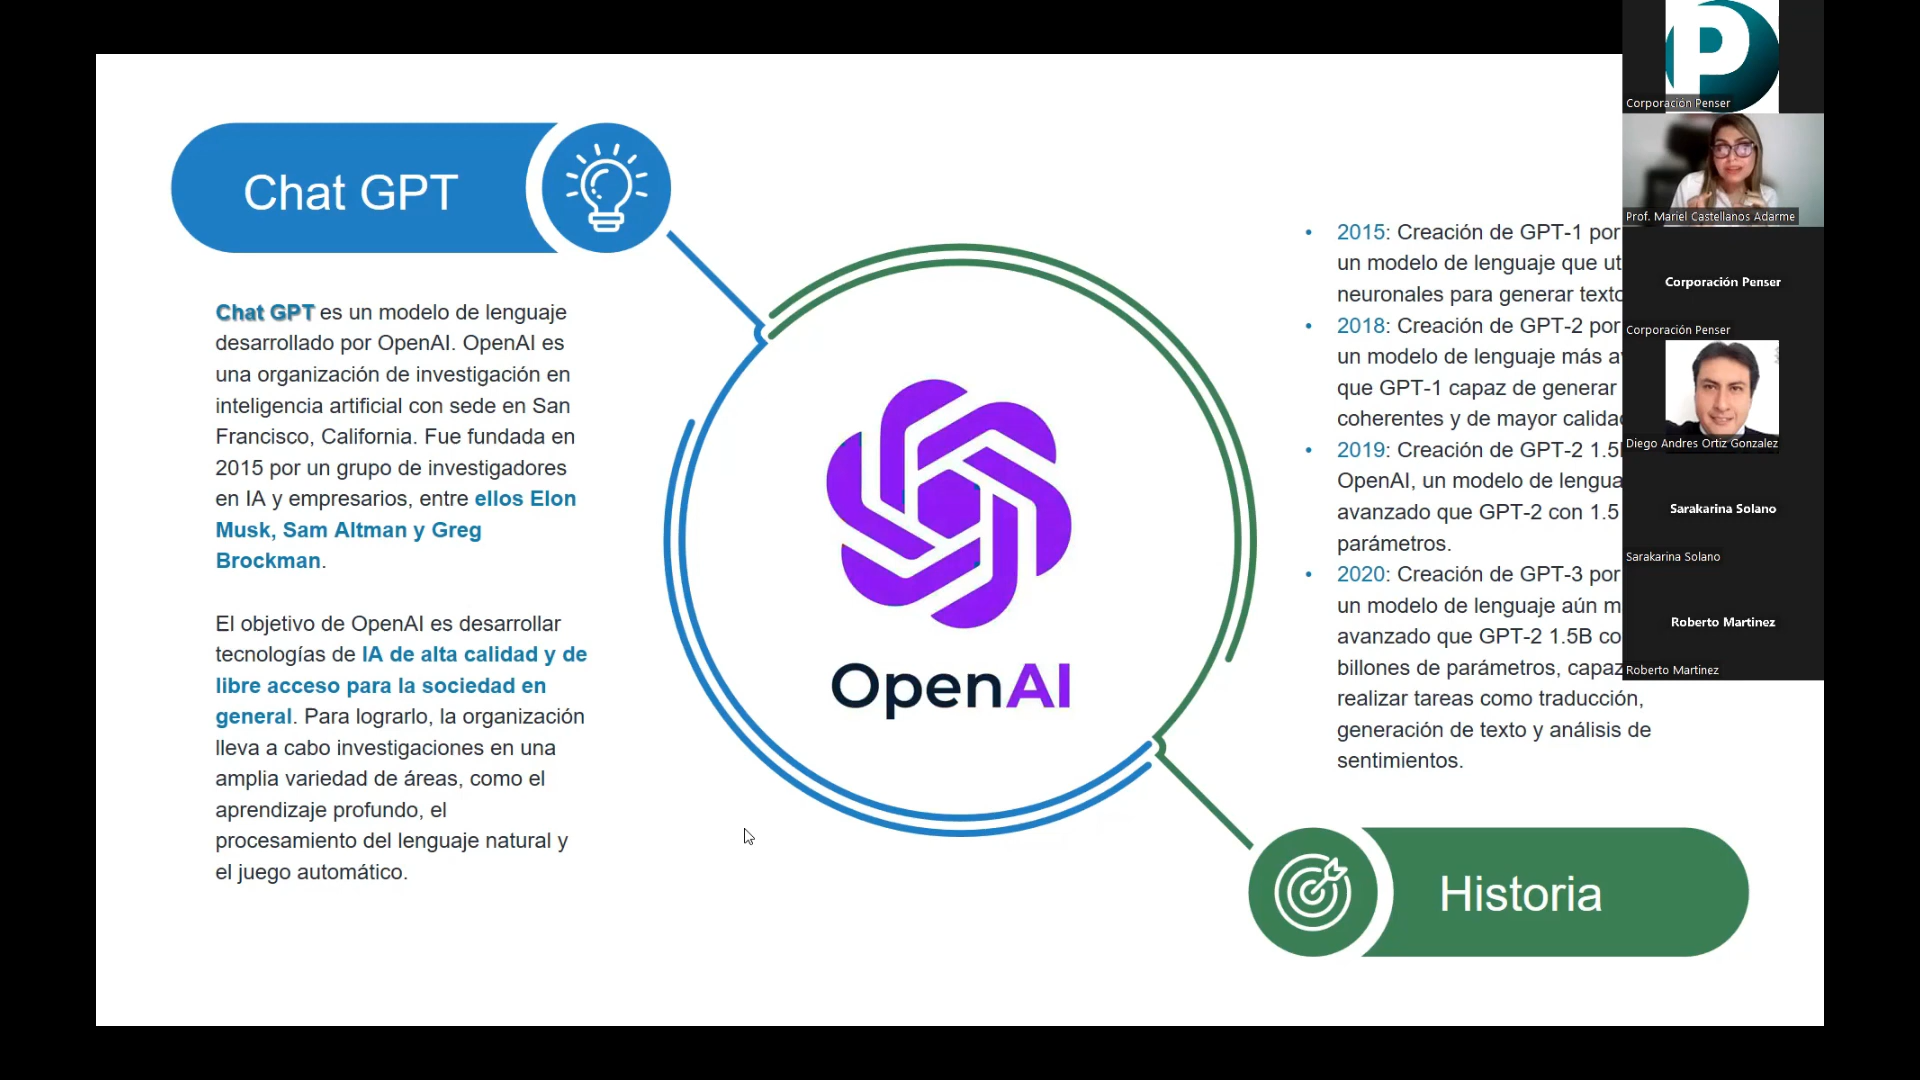 Chat GPT
Chat GPT es un modelo de lenguaje
desarrollado por OpenAI. OpenAI es
una organización de investigación en
inteligencia artificial con sede en San
Francisco, California. Fue fundada en
2015 por un grupo de investigadores
en IA y empresarios, entre ellos Elon
Musk, Sam Altman y Greg
Brockman.
El objetivo de OpenAI es desarrollar
tecnologías de IA de alta calidad y de
libre acceso para la sociedad en
general. Para lograrlo, la organización
lleva a cabo investigaciones en una
amplia variedad de áreas, como el
aprendizaje profundo, el
procesamiento del lenguaje natural y
el juego automático.
OpenAI
• 2015: Creación de GPT-1 por
un modelo de lenguaje que
neuronales para generar
• 2018: Creación de GPT-2 por
un modelo de lenguaje más
que GPT-1 capaz de generar
coherentes y de mayor
• 2019: Creación de GPT-2
OpenAI, un modelo de
avanzado que GPT-2 con 1.5
parámetros.
• 2020: Creación de GPT-3 por
un modelo de lenguaje aún
avanzado que GPT-2 1.5B
billones de parámetros,
realizar tareas como traducción,
generación de texto y análisis de
sentimientos.
Historia
P
Corporación Penser
Prof. Mariel Castellanos Adarme
Corporación Penser
Corporación Penser
Diego Andres Ortiz Gonzalez
Sarakarina Solano
Sarakarina Solano
Roberto Martinez
Roberto Martinez